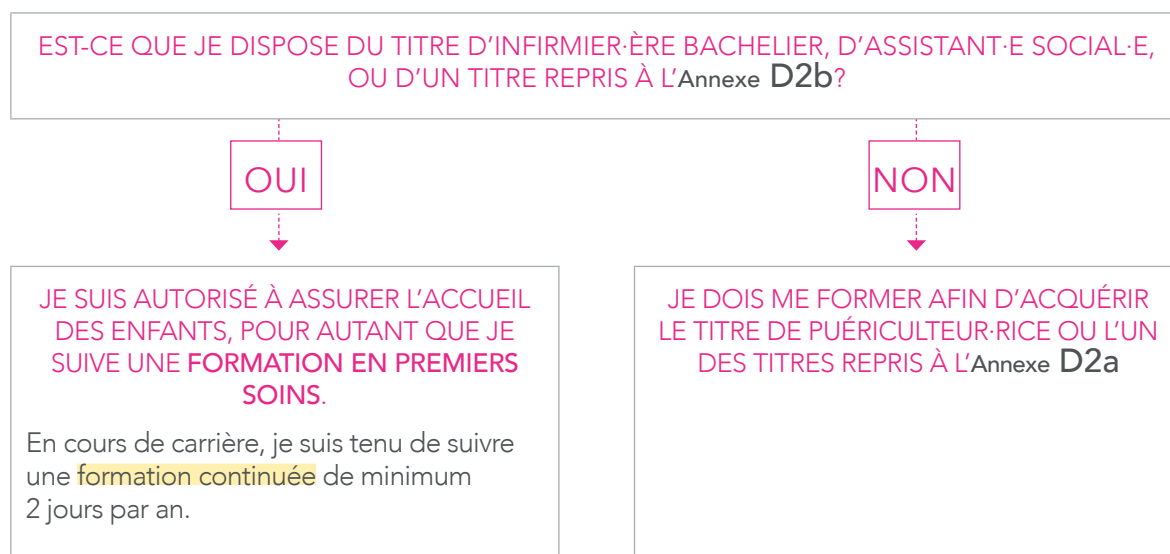 EST-CE QUE JE DISPOSE DU TITRE D'INFIRMIER·ÈRE BACHELIER, D'ASSISTANT·E SOCIAL·E,
OU D'UN TITRE REPRIS À L'Annexe D2b?
OUI
NON
JE SUIS AUTORISÉ À ASSURER L'ACCUEIL
DES ENFANTS, POUR AUTANT QUE JE
SUIVE UNE FORMATION EN PREMIERS
SOINS.
En cours de carrière, je suis tenu de suivre
une formation continuée de minimum
2 jours par an.
JE DOIS ME FORMER AFIN D'ACQUÉRIR
LE TITRE DE PUÉRICULTEUR·RICE OU L'UN
DES TITRES REPRIS À L'Annexe D2a